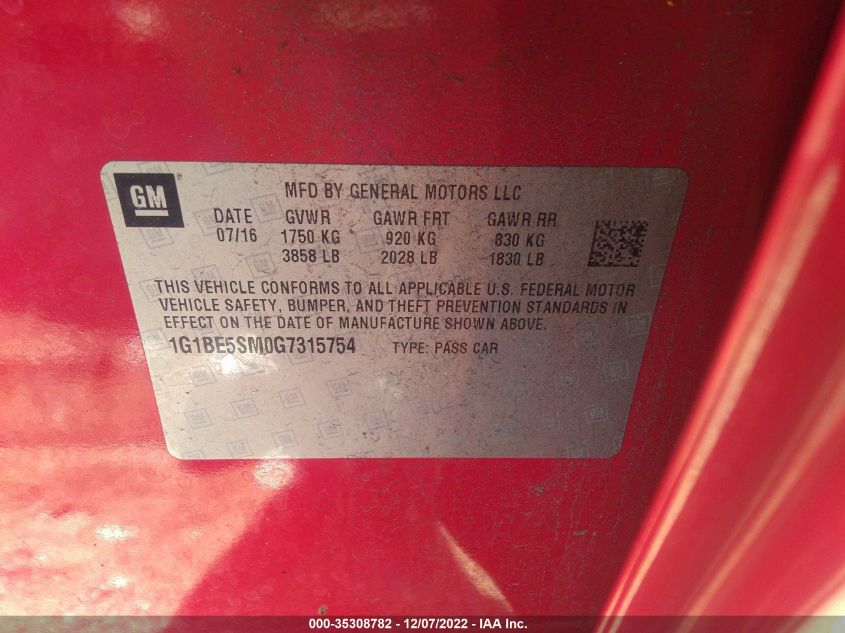 GM
MFD BY GENERAL MOTORS LLC
DATE GVWR GAWR FRT GAWR RR
07/16 1750 KG 920 KG 830 KG
3858 LB 2028 LB 1830 LB
THIS VEHICLE CONFORMS TO ALL APPLICABLE U.S. FEDERAL MOTOR
VEHICLE SAFETY, BUMPER, AND THEFT PREVENTION STANDARDS IN
EFFECT ON THE DATE OF MANUFACTURE SHOWN ABOVE.
1G1BE5SM0G7315754 TYPE: PASS CAR
000-35308782 - 12/07/2022 - IAA Inc.